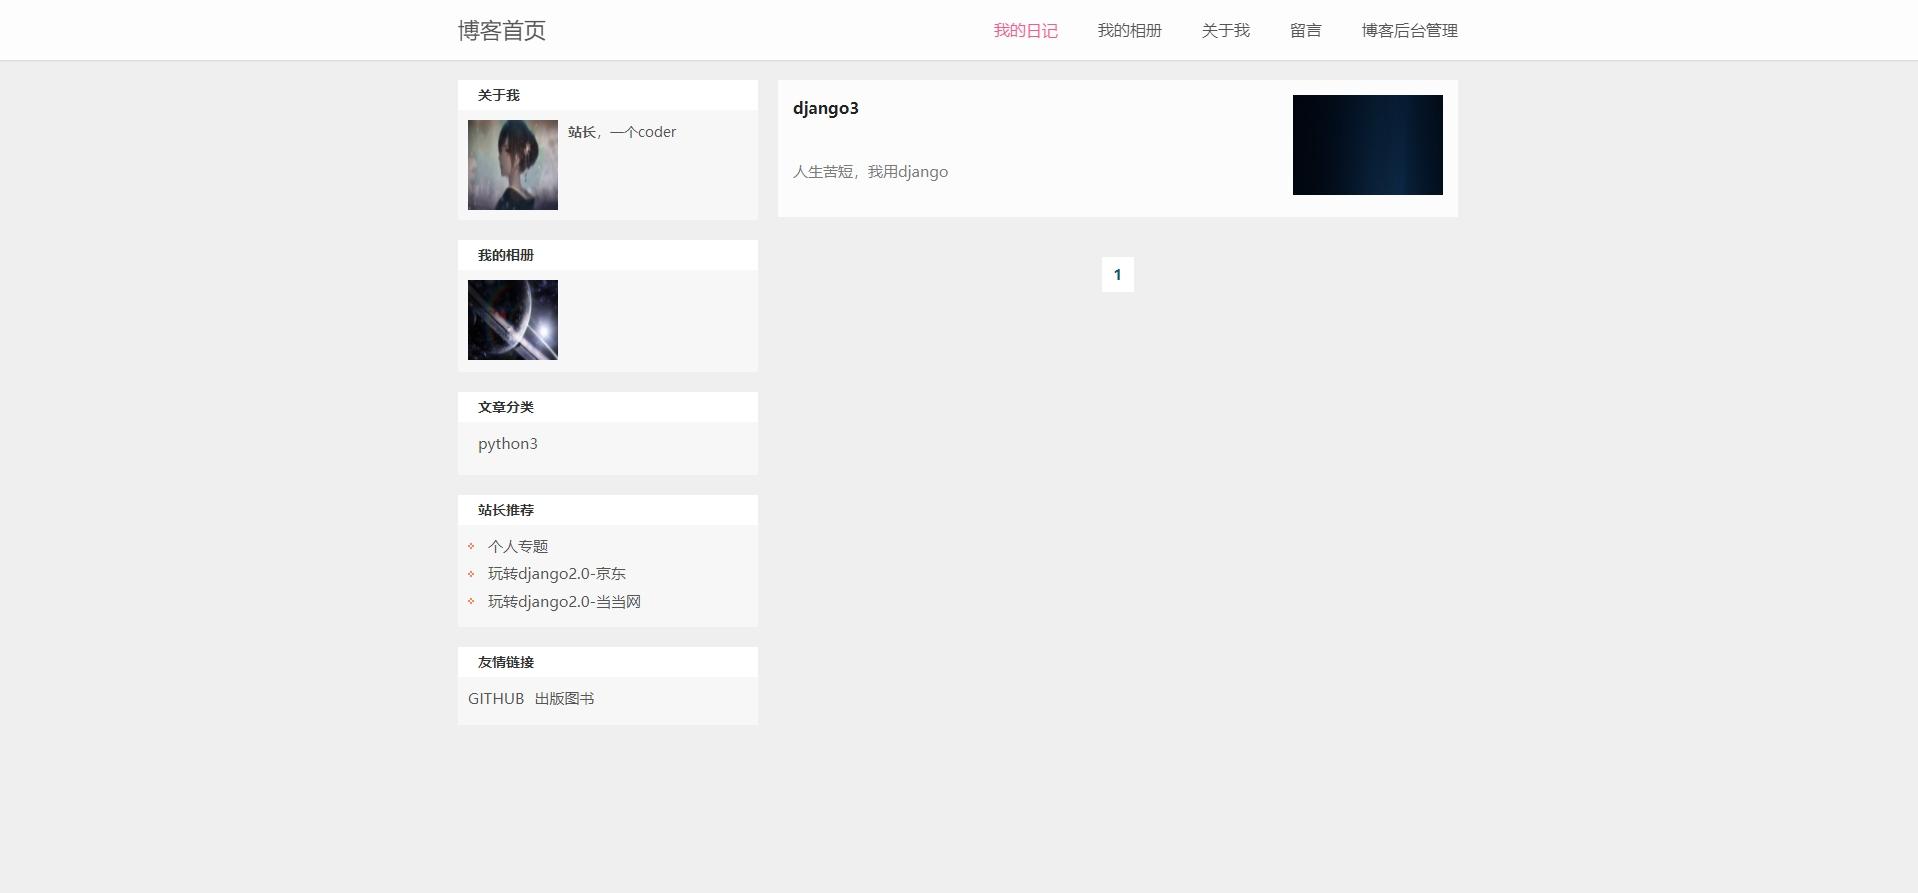 博客首页 我的日记 我的相册 关于我 留言 博客后台管理
关于我
站长，一个coder
我的相册
文章分类
python3
站长推荐
个人专题
玩转django2.0-京东
玩转django2.0-当当网
友情链接
GITHUB 出版图书
django3
人生苦短，我用django
1